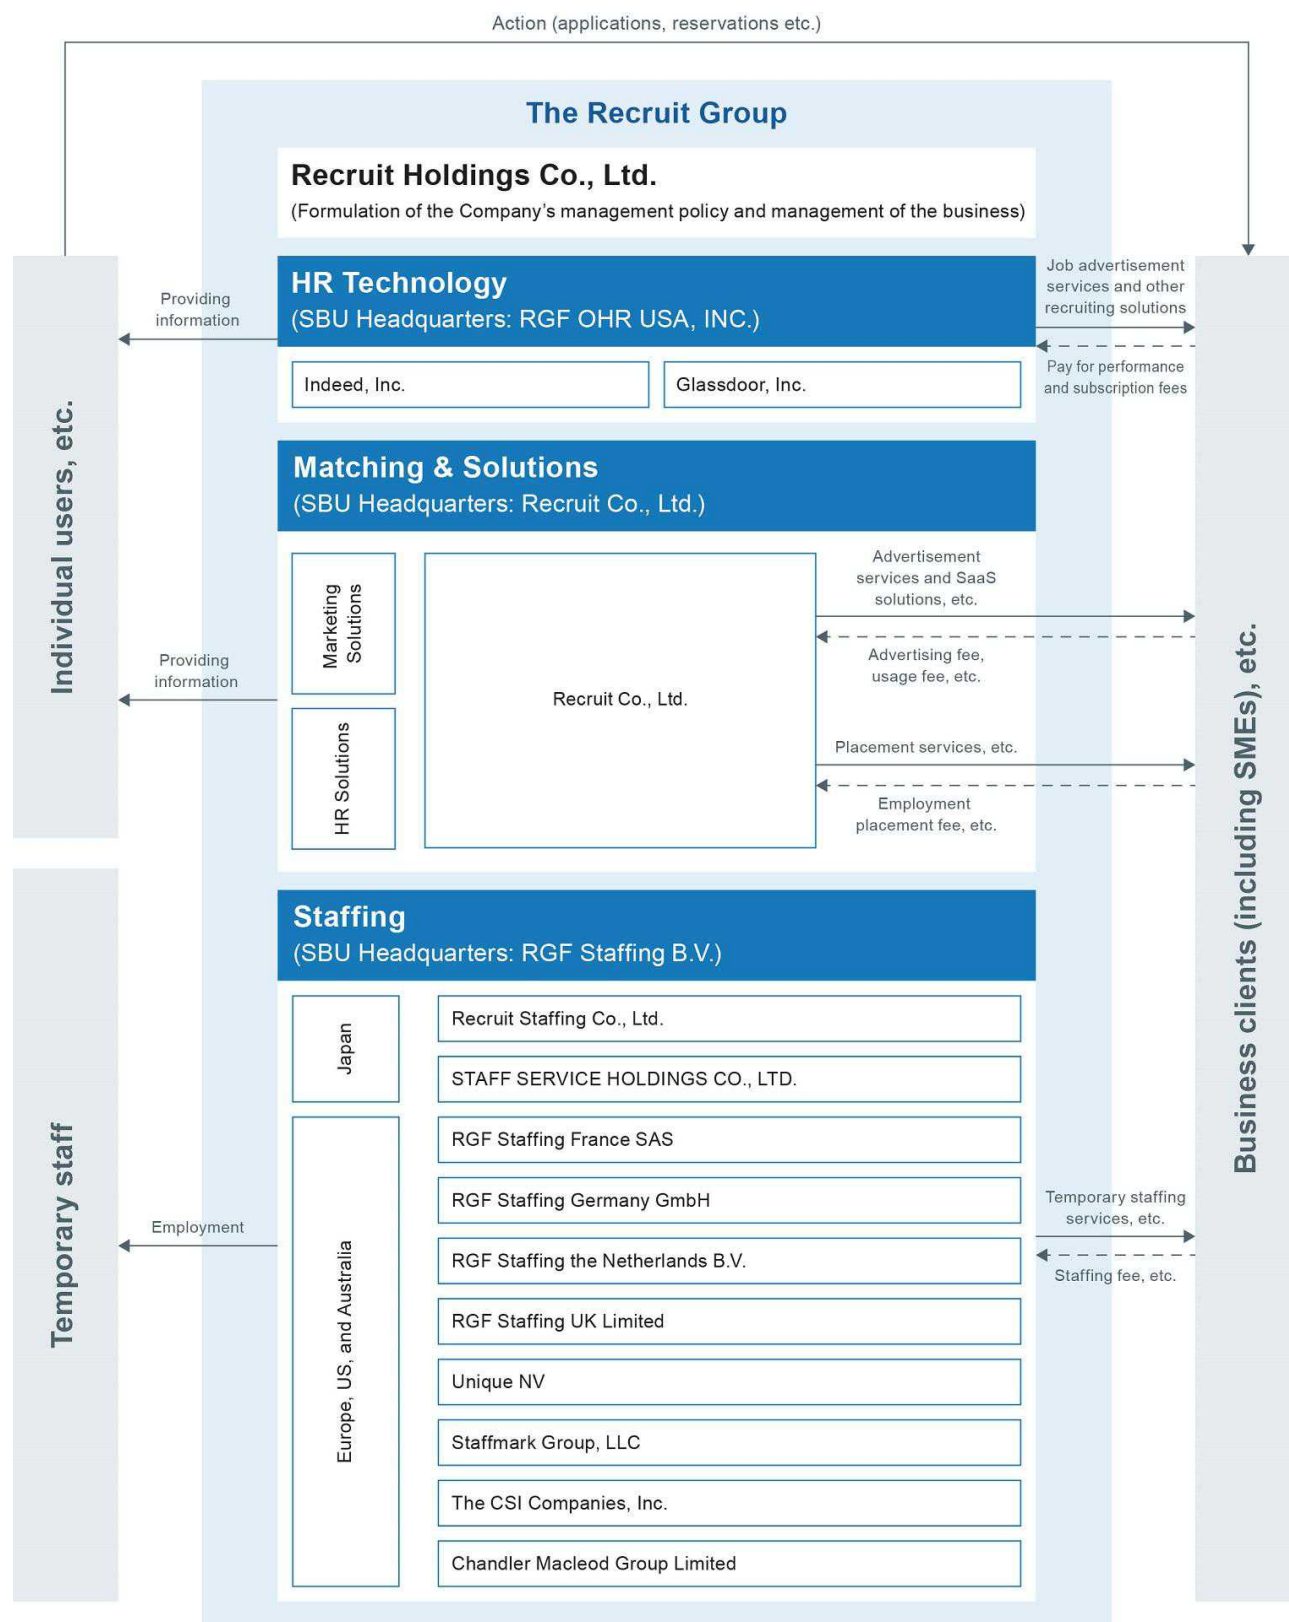 Action (applications, reservations etc.)
The Recruit Group
Recruit Holdings Co., Ltd.
(Formulation of the Company's management policy and management of the business)
HR Technology
(SBU Headquarters: RGF OHR USA, INC.)
Providing
information
Job advertisement
services and other
recruiting solutions
Pay for performance
and subscription fees
Indeed, Inc.
Glassdoor, Inc.
Individual users, etc.
Matching & Solutions
(SBU Headquarters: Recruit Co., Ltd.)
Marketing
Solutions
HR Solutions
Recruit Co., Ltd.
Providing
information
Advertisement
services and SaaS
solutions, etc.
Advertising fee,
usage fee, etc.
Placement services, etc.
Employment
placement fee, etc.
Business clients (including SMEs), etc.
Staffing
(SBU Headquarters: RGF Staffing B.V.)
Japan
Recruit Staffing Co., Ltd.
STAFF SERVICE HOLDINGS CO., LTD.
Temporary staff
Employment
Europe, US, and Australia
RGF Staffing France SAS
RGF Staffing Germany GmbH
RGF Staffing the Netherlands B.V.
RGF Staffing UK Limited
Unique NV
Staffmark Group, LLC
The CSI Companies, Inc.
Chandler Macleod Group Limited
Temporary staffing
services, etc.
Staffing fee, etc.